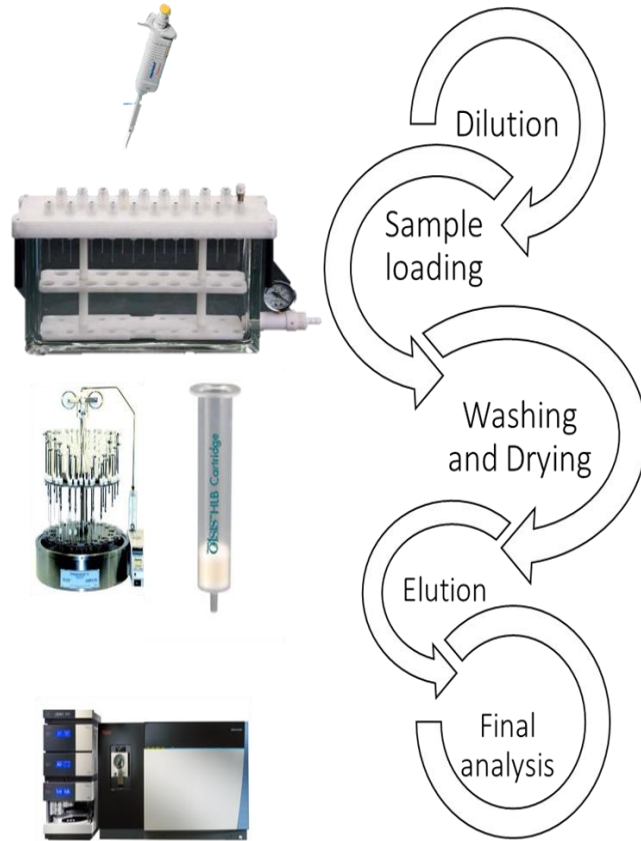 Dilution
Sample
loading
Oasis HLB Cartridge
Washing
and Drying
Elution
Final
analysis